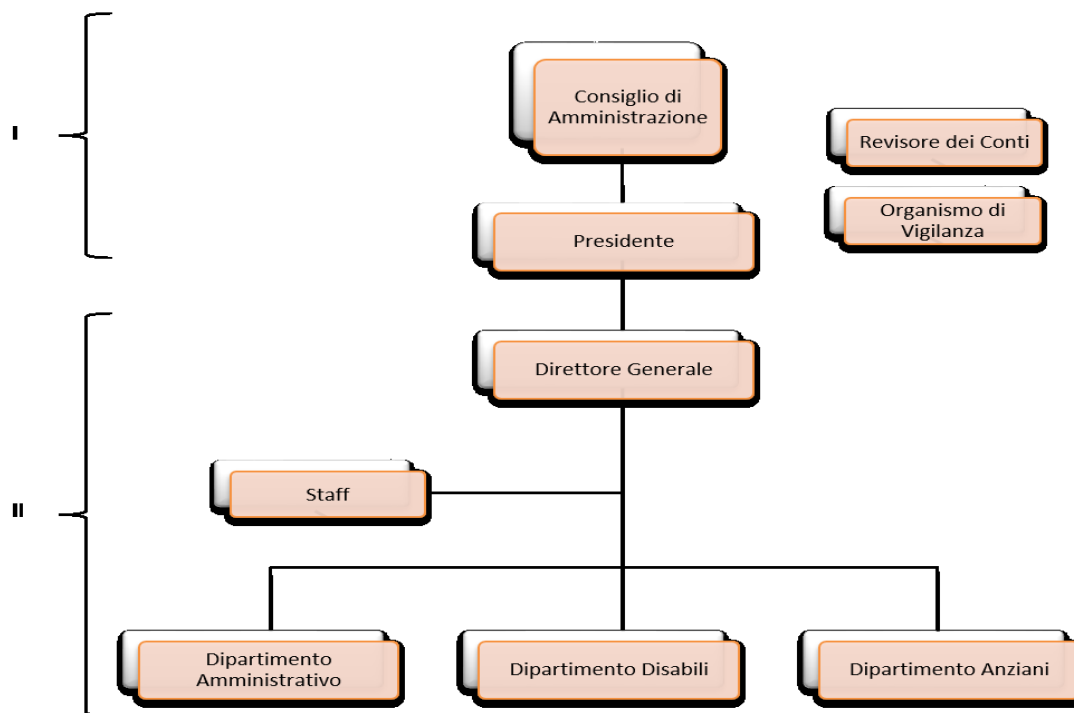 I
Consiglio di
Amministrazione
Revisore dei Conti
Organismo di
Vigilanza
Presidente
II
Direttore Generale
Staff
Dipartimento
Amministrativo
Dipartimento Disabili
Dipartimento Anziani